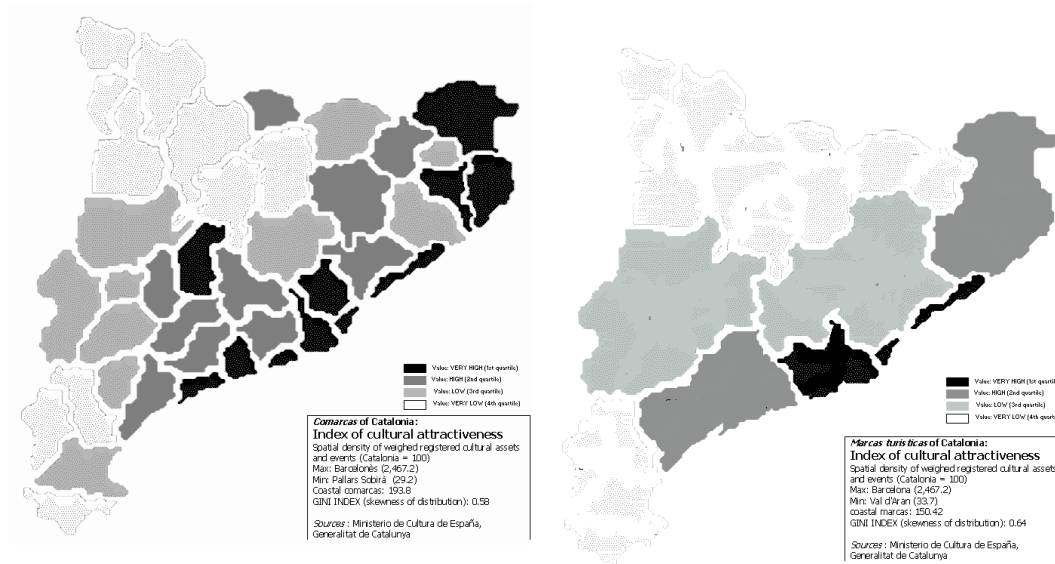 Value: VERY HIGH (1st quartile)
Value: HIGH (2nd quartile)
Value: LOW (3rd quartile)
Value: VERY LOW (4th quartile)
Comarcas of Catalonia:
Index of cultural attractiveness
Spatial density of weighed registered cultural assets
and events (Catalonia = 100)
Max: Barcelonès (2,467.2)
Min: Pallars Sobirà (29.2)
Coastal comarcas: 193.8
GINI INDEX (skewness of distribution): 0.58
Sources : Ministerio de Cultura de España,
Generalitat de Catalunya
Value: VERY HIGH (1st quartil
Value: HIGH (2nd quartile)
Value: LOW (3rd quartile)
Value: VERY LOW (4th quarti
Marcas turísticas of Catalonia:
Index of cultural attractiveness
Spatial density of weighed registered cultural assets
and events (Catalonia = 100)
Max: Barcelona (2,467.2)
Min: Val d'Aran (33.7)
coastal marcas: 150.42
GINI INDEX (skewness of distribution): 0.64
Sources : Ministerio de Cultura de España,
Generalitat de Catalunya